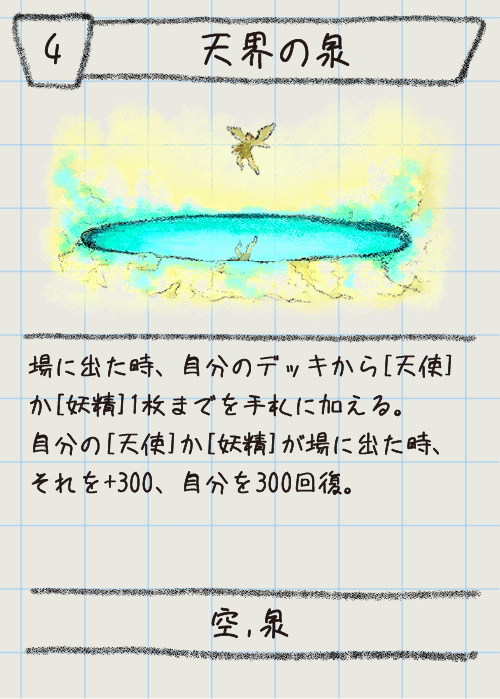 4
天界の泉
場に出た時、自分のデッキから[天使]
か[妖精]1枚までを手札に加える。
自分の[天使]か[妖精]が場に出た時、
それを+300、自分を300回復。
空,泉